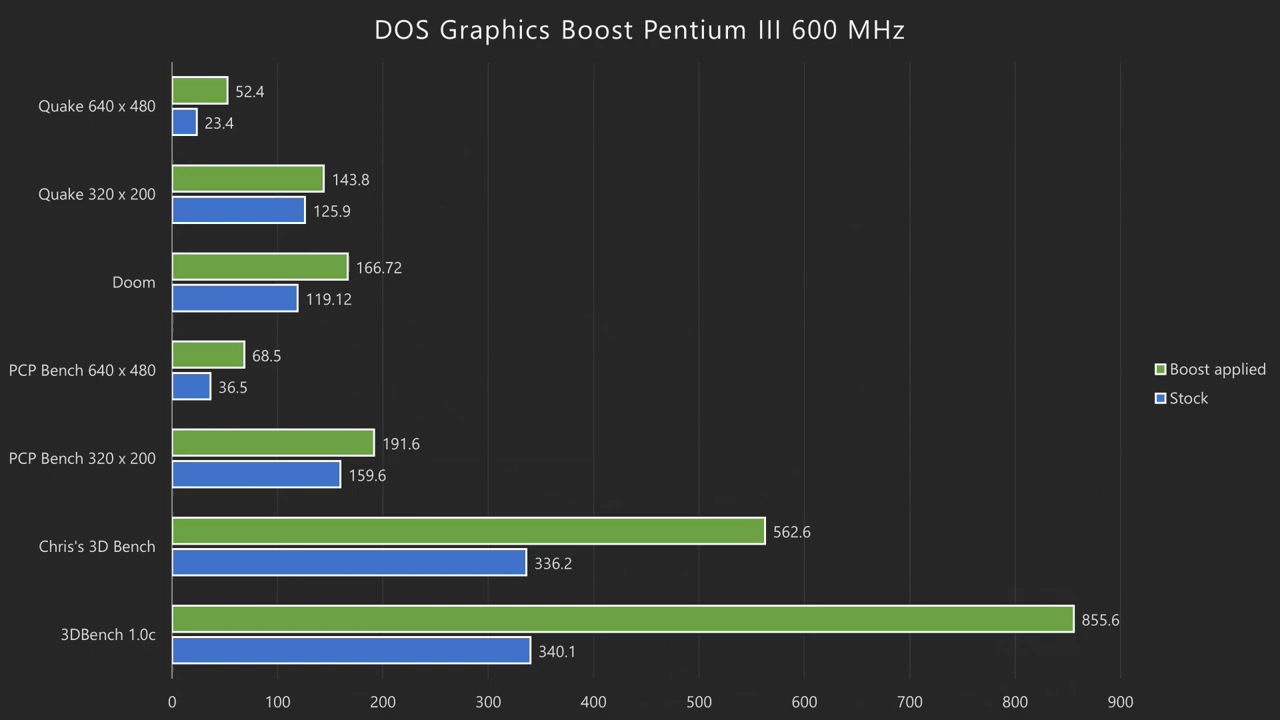 DOS Graphics Boost Pentium III 600 MHz
Quake 640 x 480
52.4
23.4
Quake 320 x 200
143.8
125.9
Doom
166.72
119.12
PCP Bench 640 x 480
68.5
36.5
PCP Bench 320 x 200
191.6
159.6
Chris's 3D Bench
562.6
336.2
3DBench 1.0c
855.6
340.1
0 100 200 300 400 500 600 700 800 900
Boost applied
Stock